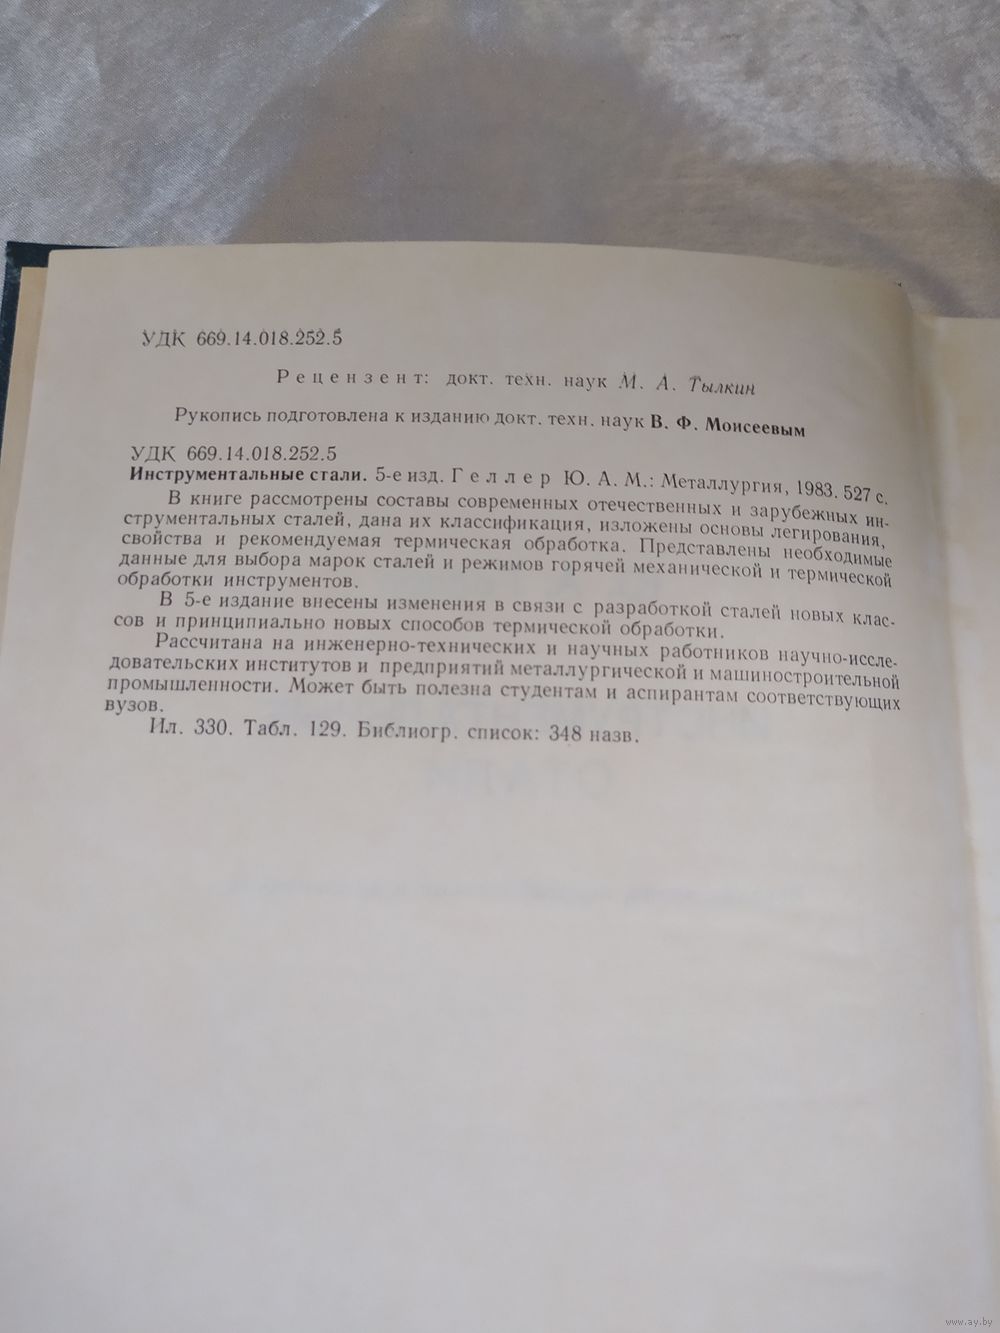 УДК 669.14.018.252.5
Рецензент: докт. техн. наук М. А. Тылкин
Рукопись подготовлена к изданию докт. техн. наук В. Ф. Моисеевым
УДК 669.14.018.252.5
Инструментальные стали. 5-е изд. Геллер Ю. А. М.: Металлургия, 1983. 527 с.
В книге рассмотрены составы современных отечественных и зарубежных ин-
струментальных сталей, дана их классификация, изложены основы легирования,
свойства и рекомендуемая термическая обработка. Представлены необходимые
данные для выбора марок сталей и режимов горячей механической и термической
обработки инструментов.
В 5-е издание внесены изменения в связи с разработкой сталей новых клас-
сов и принципиально новых способов термической обработки.
Рассчитана на инженерно-технических и научных работников научно-иссле-
довательских институтов и предприятий металлургической и машиностроительной
промышленности. Может быть полезна студентам и аспирантам соответствующих
вузов.
Ил. 330. Табл. 129. Библиогр. список: 348 назв.
www.ay.by